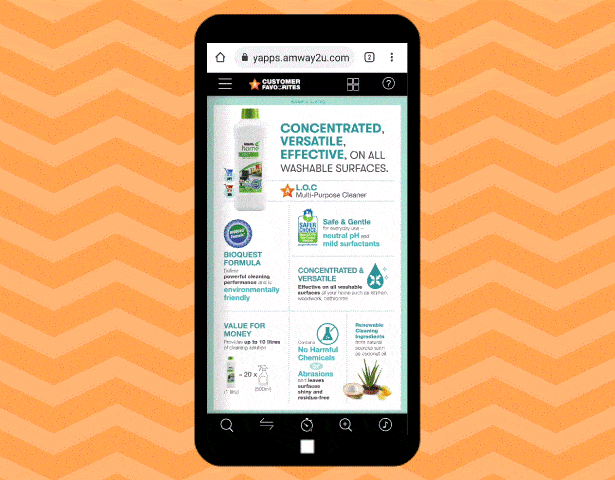 yapps.amway2u.com
2
CUSTOMER
FAVOURITES
?
home
CONCENTRATED,
VERSATILE,
EFFECTIVE, ON ALL
WASHABLE SURFACES.
L.O.C
Multi-Purpose Cleaner
SAFER
CHOICE
Safe & Gentle
for everyday use -
neutral pH and
mild surfactants
BIOQUEST
FORMULA
powerful cleaning
performance and is
environmentally
friendly
CONCENTRATED &
VERSATILE
Effective on all washable
surfaces at your home such as kitchen,
woodwork, bathrooms
VALUE FOR
MONEY
Provides up to 10 litres
of cleaning solution
= 20 x
(1 litre)
(500ml)
Contains
No Harmful
Chemicals
or
Abrasions
and leaves
surfaces
shiny and
residue-free
Renewable
Cleaning
Ingredients
from natural
sources such
as coconut oil